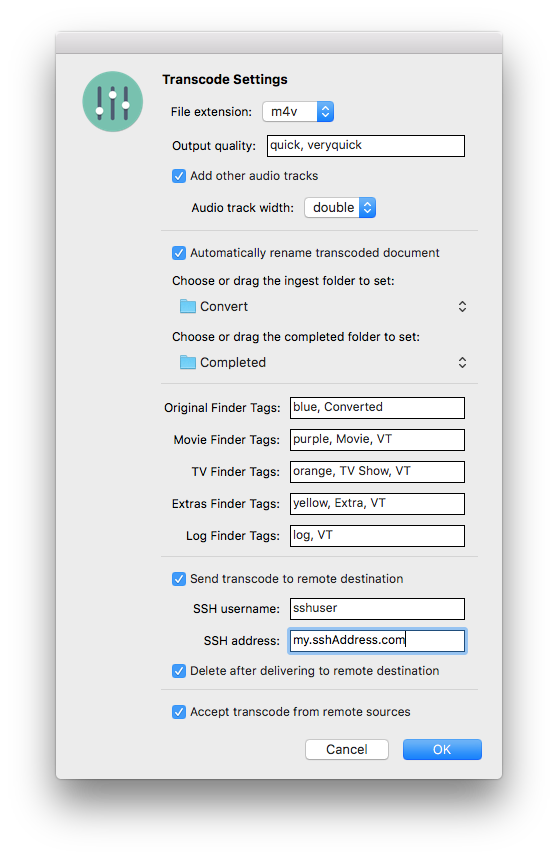 Transcode Settings
File extension: m4v
Output quality: quick, veryquick
Add other audio tracks
Audio track width: double
Automatically rename transcoded document
Choose or drag the ingest folder to set:
Convert
Choose or drag the completed folder to set:
Completed
Original Finder Tags: blue, Converted
Movie Finder Tags: purple, Movie, VT
TV Finder Tags: orange, TV Show, VT
Extras Finder Tags: yellow, Extra, VT
Log Finder Tags: log, VT
Send transcode to remote destination
SSH username: sshuser
SSH address: my.sshAddress.com
Delete after delivering to remote destination
Accept transcode from remote sources
Cancel OK